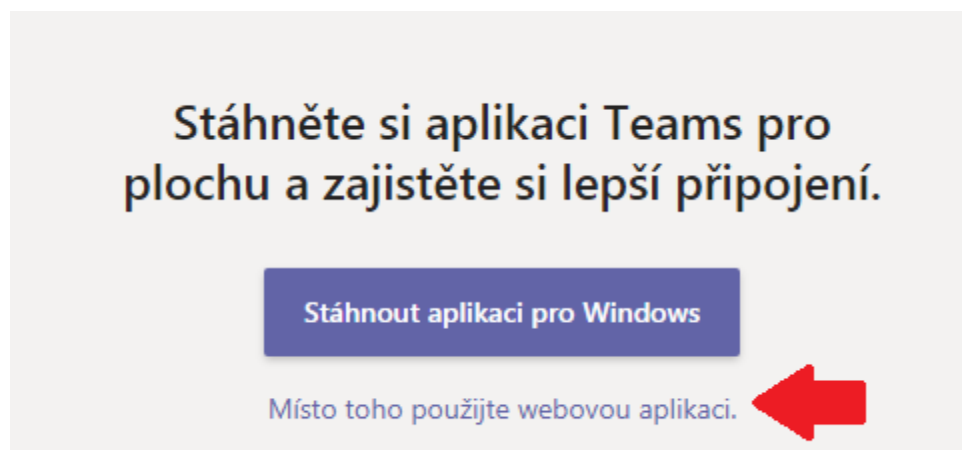 Stáhněte si aplikaci Teams pro
plochu a zajistěte si lepší připojení.
Stáhnout aplikaci pro Windows
Místo toho použijte webovou aplikaci.